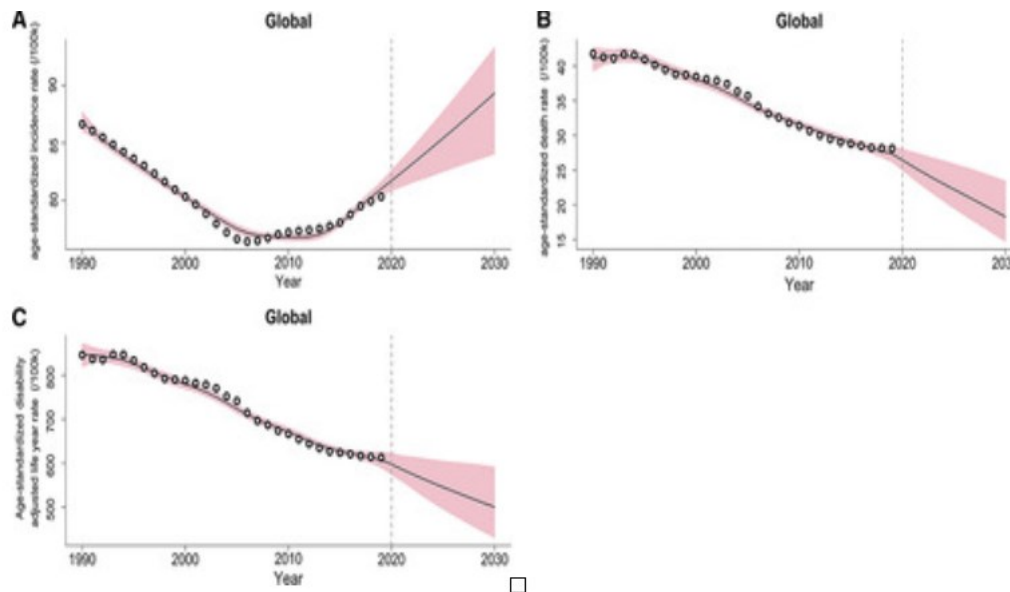 A
Global
age-standardized incidence rate (/100k)
90
85
80
1990
2000
2010
2020
2030
Year
B
Global
age-standardized death rate (/100k)
40
35
30
25
20
15
1990
2000
2010
2020
2030
Year
C
Global
Age-standardized disability
adjusted life year rate (/100k)
800
700
600
500
1990
2000
2010
2020
2030
Year